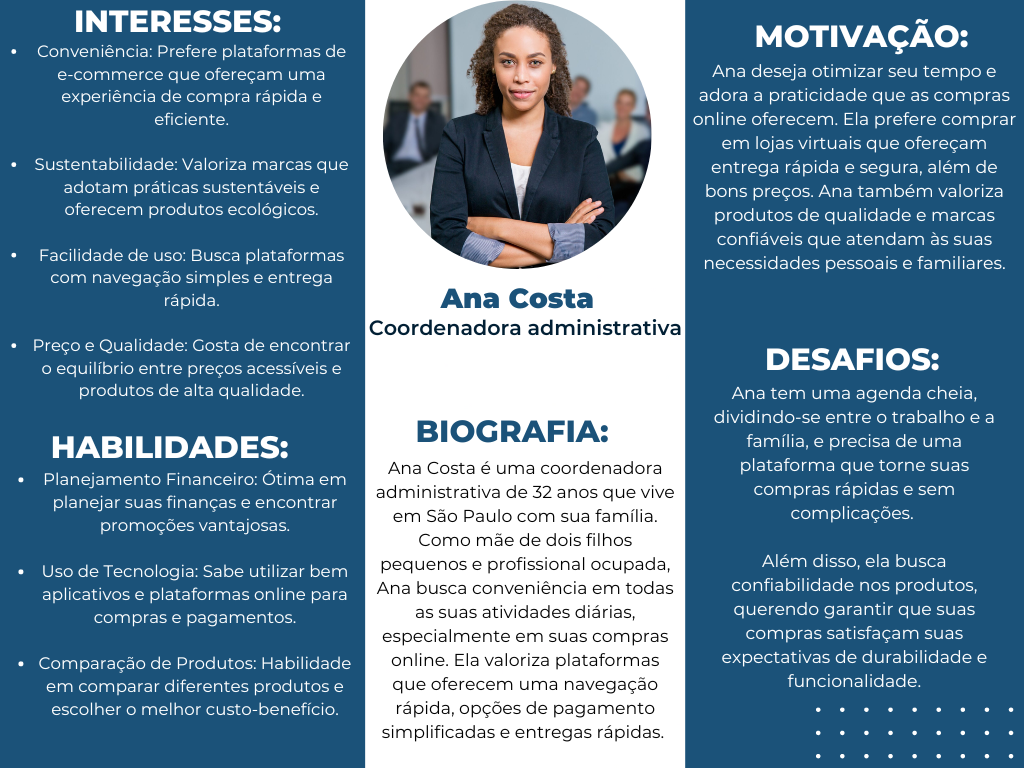 INTERESSES:
• Conveniência: Prefere plataformas de
e-commerce que ofereçam uma
experiência de compra rápida e
eficiente.
• Sustentabilidade: Valoriza marcas que
adotam práticas sustentáveis e
oferecem produtos ecológicos.
• Facilidade de uso: Busca plataformas
com navegação simples e entrega
rápida.
• Preço e Qualidade: Gosta de encontrar
o equilíbrio entre preços acessíveis e
produtos de alta qualidade.
HABILIDADES:
• Planejamento Financeiro: Ótima em
planejar suas finanças e encontrar
promoções vantajosas.
• Uso de Tecnologia: Sabe utilizar bem
aplicativos e plataformas online para
compras e pagamentos.
• Comparação de Produtos: Habilidade
em comparar diferentes produtos e
escolher o melhor custo-benefício.
Ana Costa
Coordenadora administrativa
BIOGRAFIA:
Ana Costa é uma coordenadora
administrativa de 32 anos que vive
em São Paulo com sua família.
Como mãe de dois filhos
pequenos e profissional ocupada,
Ana busca conveniência em todas
as suas atividades diárias,
especialmente em suas compras
online. Ela valoriza plataformas
que oferecem uma navegação
rápida, opções de pagamento
simplificadas e entregas rápidas.
MOTIVAÇÃO:
Ana deseja otimizar seu tempo e
adora a praticidade que as compras
online oferecem. Ela prefere comprar
em lojas virtuais que ofereçam
entrega rápida e segura, além de
bons preços. Ana também valoriza
produtos de qualidade e marcas
confiáveis que atendam às suas
necessidades pessoais e familiares.
DESAFIOS:
Ana tem uma agenda cheia,
dividindo-se entre o trabalho e a
família, e precisa de uma
plataforma que torne suas
compras rápidas e sem
complicações.
Além disso, ela busca
confiabilidade nos produtos,
querendo garantir que suas
compras satisfaçam suas
expectativas de durabilidade e
funcionalidade.